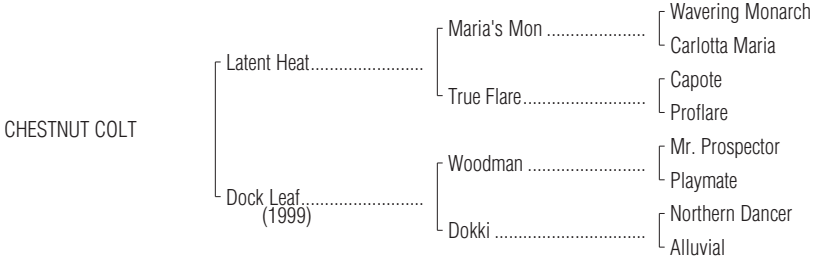 Wavering Monarch
Maria's Mon .....................
Carlotta Maria
Latent Heat.......................
Capote
True Flare.........................
Proflare
CHESTNUT COLT
Mr. Prospector
Woodman ........................
Playmate
Dock Leaf.........................
(1999)
Northern Dancer
Dokki ...............................
Alluvial